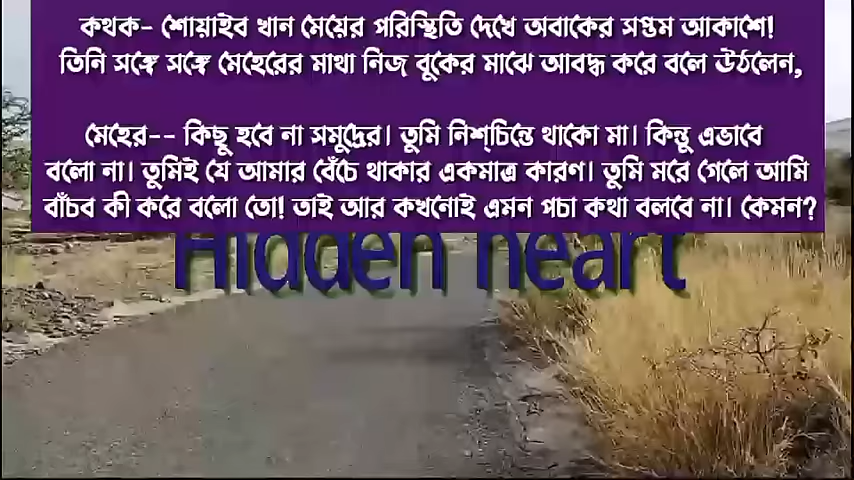 কথক- শোয়াইব খান মেয়ের পরিস্থিতি দেখে অবাকের সপ্তম আকাশে!
তিনি সঙ্গে সঙ্গে মেহেরের মাথা নিজ বুকের মাঝে আবদ্ধ করে বলে উঠলেন,
মেহের-- কিছু হবে না সমুদ্রের। তুমি নিশ্চিন্তে থাকো মা। কিন্তু এভাবে
বলো না। তুমিই যে আমার বেঁচে থাকার একমাত্র কারণ। তুমি মরে গেলে আমি
বাঁচব কী করে বলো তো! তাই আর কখনোই এমন পচা কথা বলবে না। কেমন?
Hidden heart